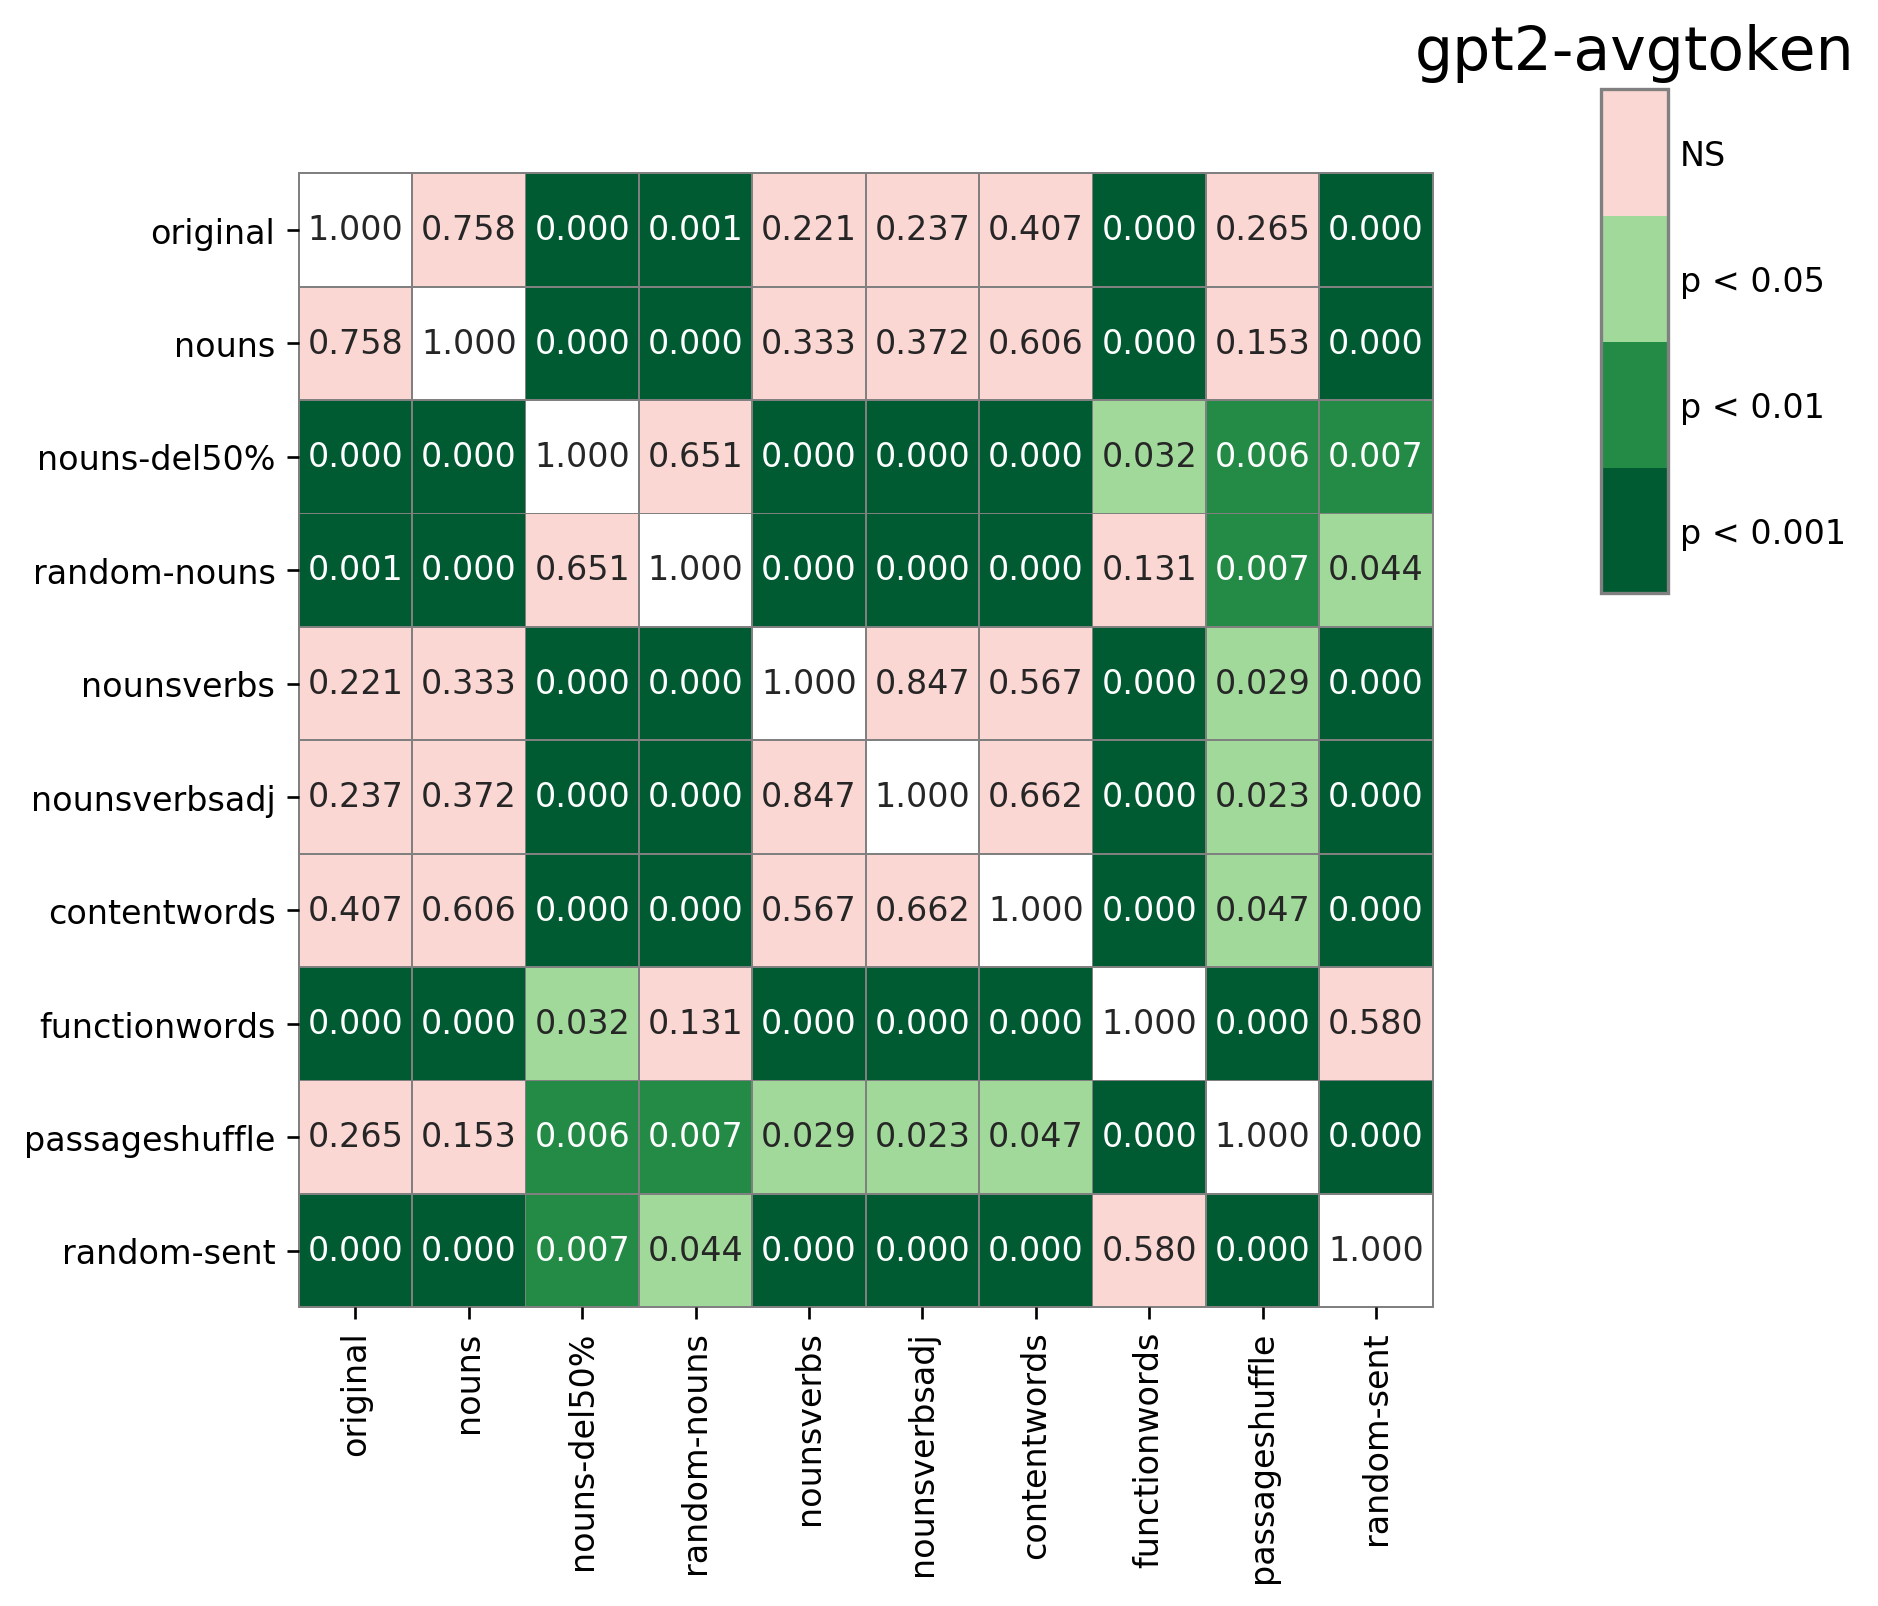 gpt2-avgtoken
NS
p < 0.05
p < 0.01
p < 0.001
original 1.000 0.758 0.000 0.001 0.221 0.237 0.407 0.000 0.265 0.000
nouns 0.758 1.000 0.000 0.000 0.333 0.372 0.606 0.000 0.153 0.000
nouns-del50% 0.000 0.000 1.000 0.651 0.000 0.000 0.000 0.032 0.006 0.007
random-nouns 0.001 0.000 0.651 1.000 0.000 0.000 0.000 0.131 0.007 0.044
nounsverbs 0.221 0.333 0.000 0.000 1.000 0.847 0.567 0.000 0.029 0.000
nounsverbsadj 0.237 0.372 0.000 0.000 0.847 1.000 0.662 0.000 0.023 0.000
contentwords 0.407 0.606 0.000 0.000 0.567 0.662 1.000 0.000 0.047 0.000
functionwords 0.000 0.000 0.032 0.131 0.000 0.000 0.000 1.000 0.000 0.580
passageshuffle 0.265 0.153 0.006 0.007 0.029 0.023 0.047 0.000 1.000 0.000
random-sent 0.000 0.000 0.007 0.044 0.000 0.000 0.000 0.580 0.000 1.000
original
nouns
nouns-del50%
random-nouns
nounsverbs
nounsverbsadj
contentwords
functionwords
passageshuffle
random-sent